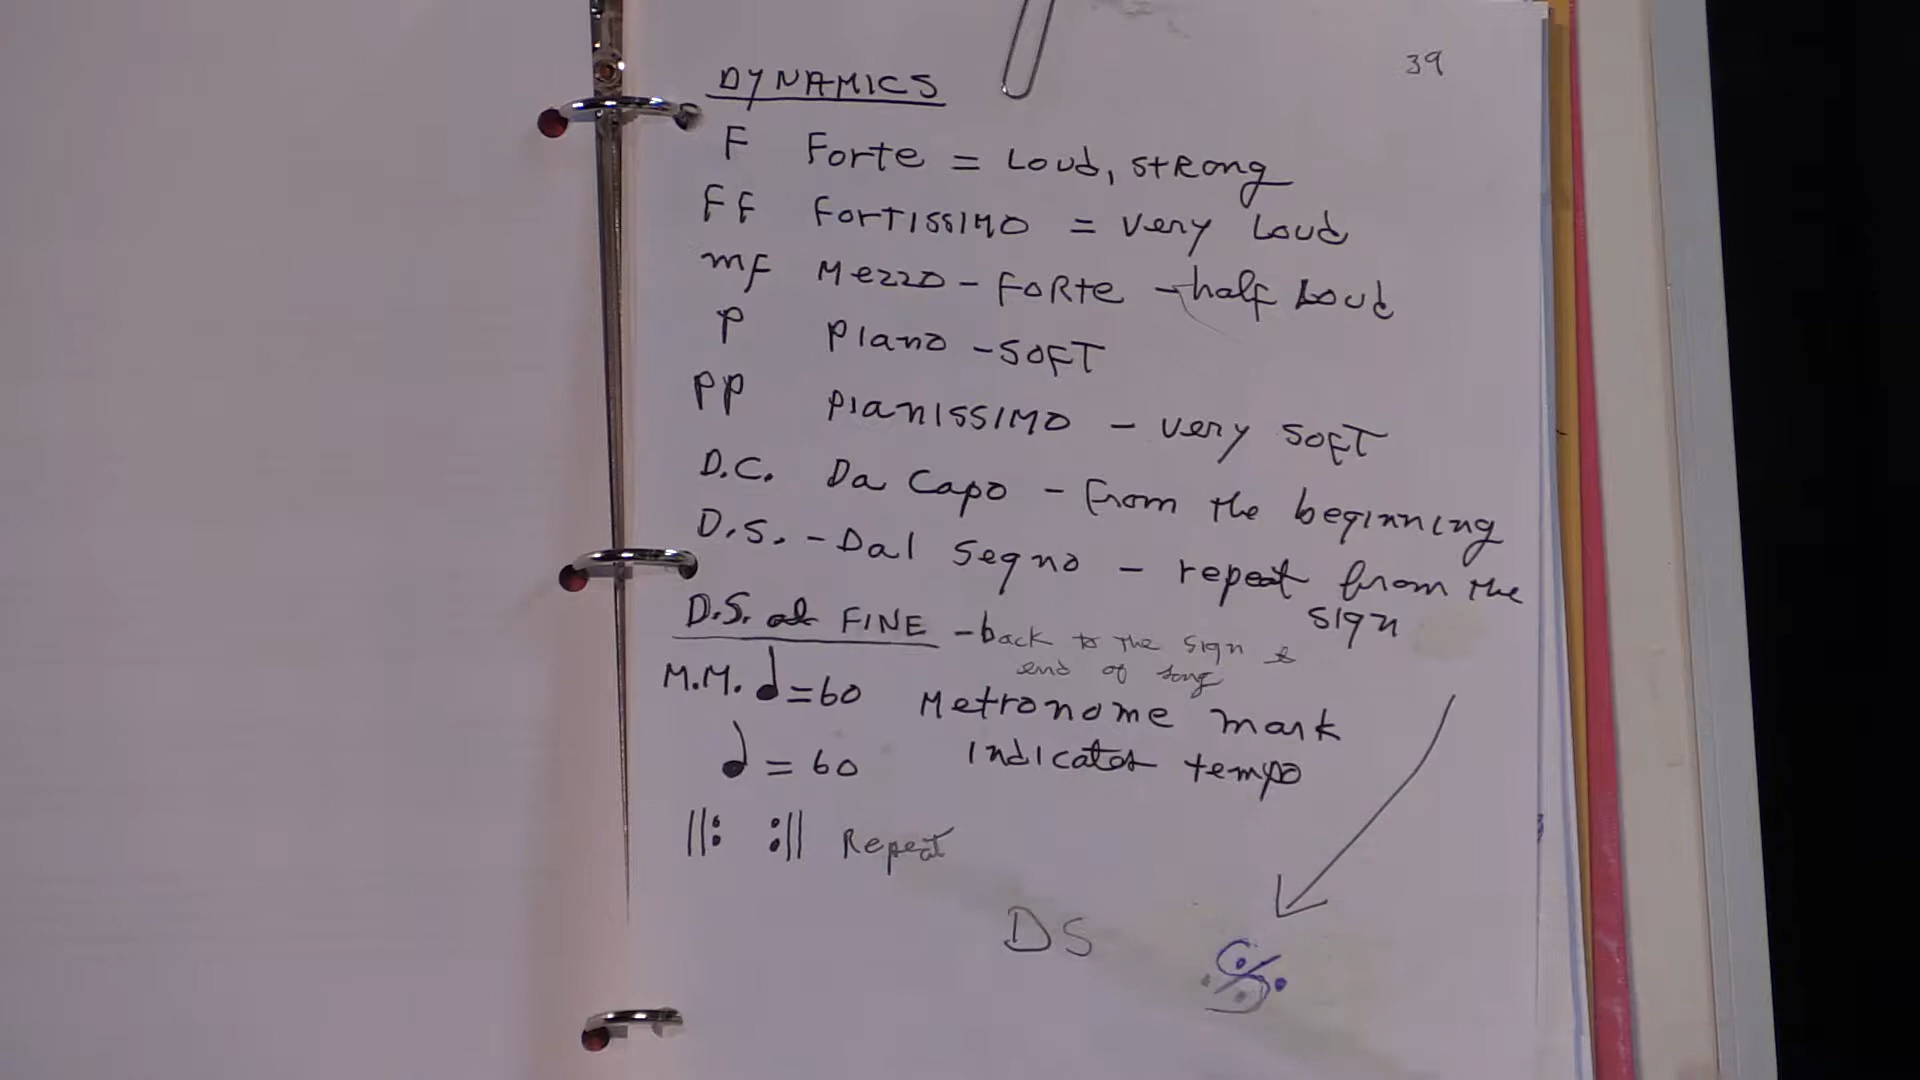 39
DYNAMICS
F Forte = Loud, strong
FF Fortissimo = very Loud
mF Mezzo - Forte - half Loud
P Piano - SOFT
PP Pianissimo - very SOFT
D.C. Da Capo - From the beginning
D.S. - Dal Segno - repeat from the
sign
D.S. al FINE - back to the sign &
end of song
M.M. ♩=60 Metronome mark
♩=60 indicates tempo
||: :|| Repeat
DS 𝄋